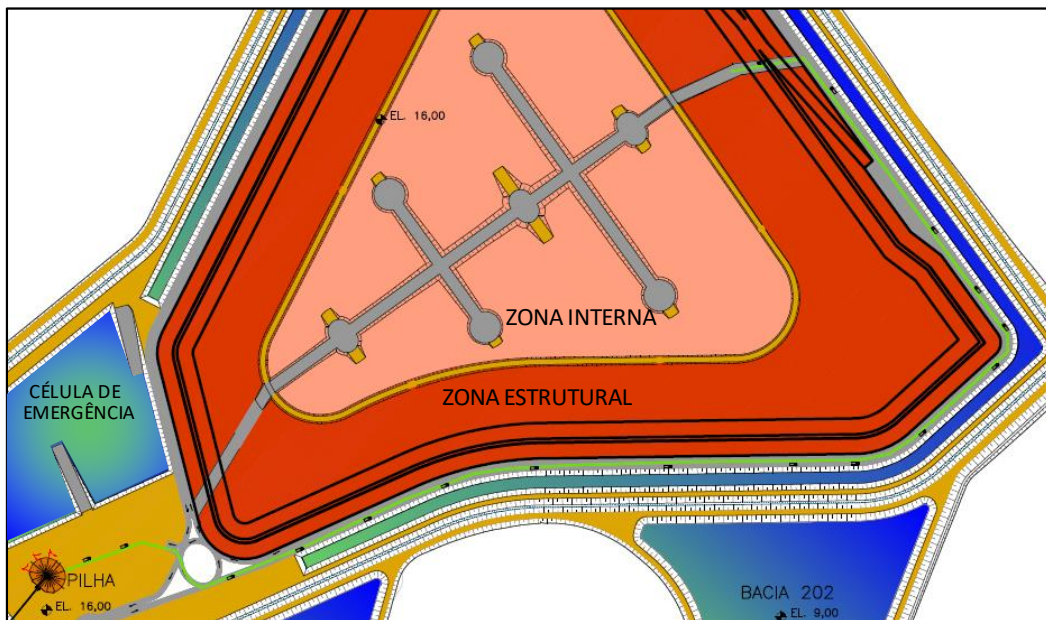 EL. 16,00
ZONA INTERNA
CÉLULA DE
EMERGÊNCIA
ZONA ESTRUTURAL
PILHA
EL. 16,00
BACIA 202
EL. 9,00